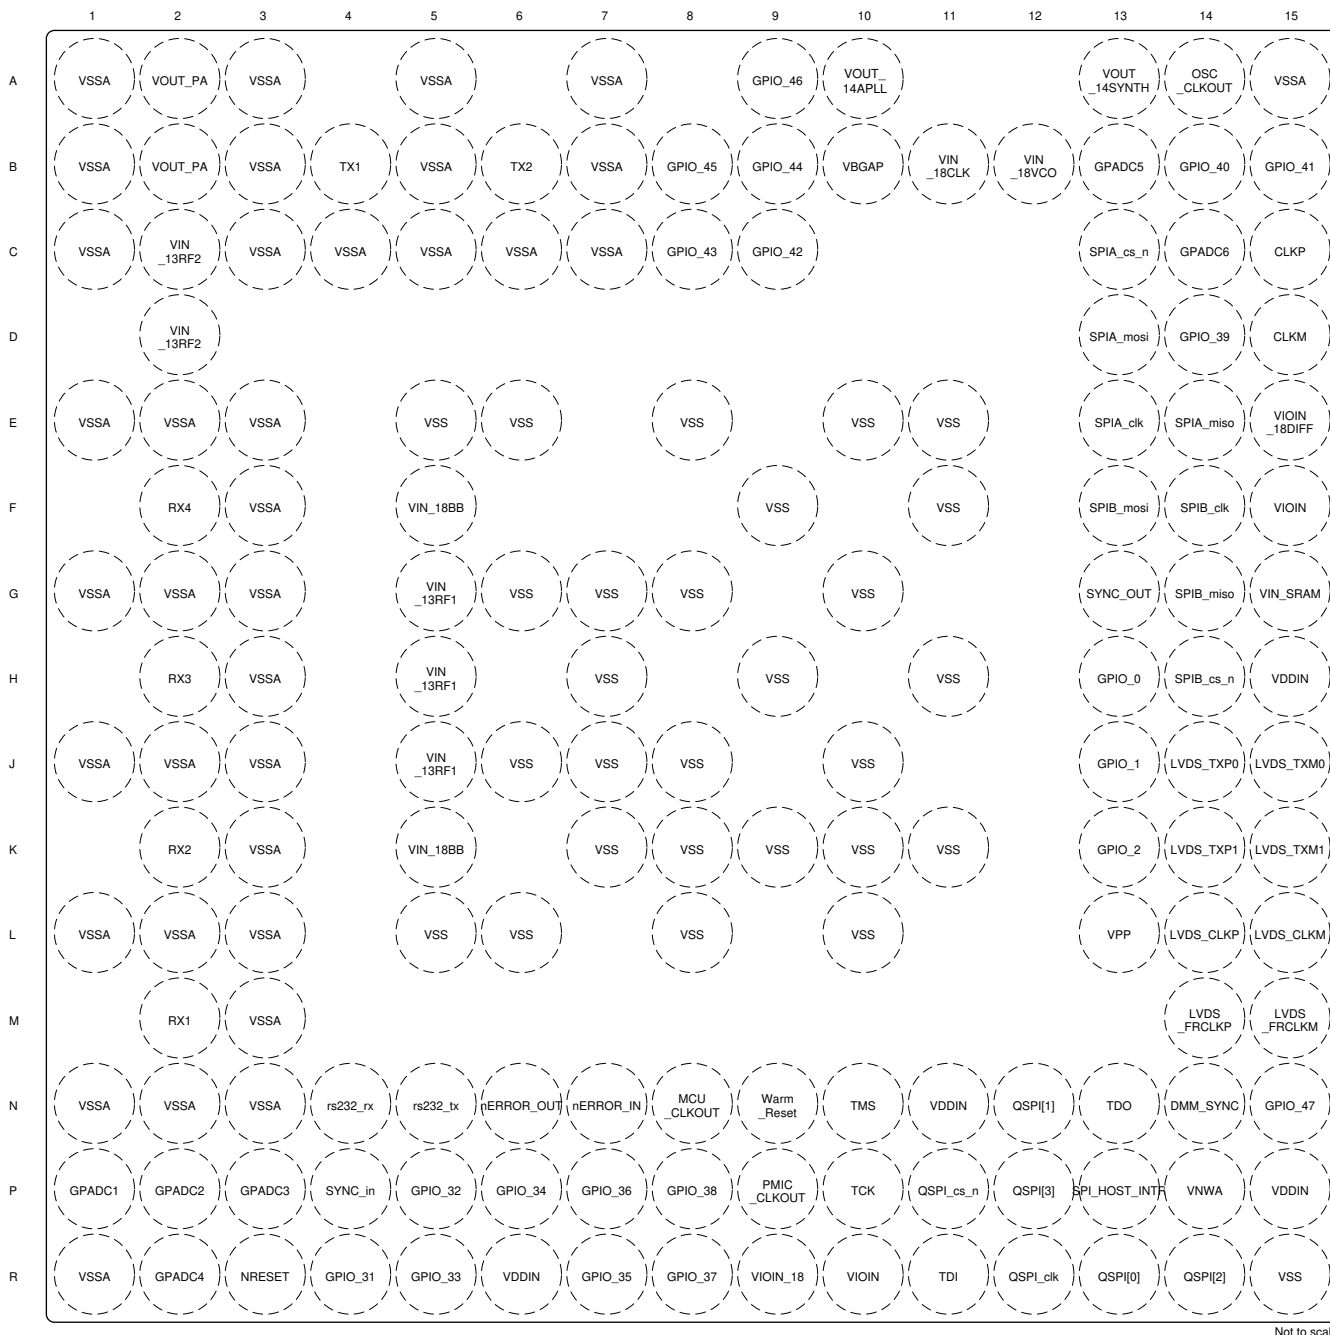 1 2 3 4 5 6 7 8 9 10 11 12 13 14 15
A VSSA VOUT_PA VSSA VSSA VSSA GPIO_46 VOUT_ 14APLL VOUT _14SYNTH OSC _CLKOUT VSSA
B VSSA VOUT_PA VSSA TX1 VSSA TX2 VSSA GPIO_45 GPIO_44 VBGAP VIN _18CLK VIN _18VCO GPADC5 GPIO_40 GPIO_41
C VSSA VIN _13RF2 VSSA VSSA VSSA VSSA VSSA GPIO_43 GPIO_42 SPIA_cs_n GPADC6 CLKP
D VIN _13RF2 SPIA_mosi GPIO_39 CLKM
E VSSA VSSA VSSA VSS VSS VSS VSS VSS SPIA_clk SPIA_miso VIOIN _18DIFF
F RX4 VSSA VIN_18BB VSS VSS SPIB_mosi SPIB_clk VIOIN
G VSSA VSSA VSSA VIN _13RF1 VSS VSS VSS VSS SYNC_OUT SPIB_miso VIN_SRAM
H RX3 VSSA VIN _13RF1 VSS VSS VSS GPIO_0 SPIB_cs_n VDDIN
J VSSA VSSA VSSA VIN _13RF1 VSS VSS VSS VSS GPIO_1 LVDS_TXP0 LVDS_TXM0
K RX2 VSSA VIN_18BB VSS VSS VSS VSS VSS GPIO_2 LVDS_TXP1 LVDS_TXM1
L VSSA VSSA VSSA VSS VSS VSS VSS VPP LVDS_CLKP LVDS_CLKM
M RX1 VSSA LVDS _FRCLKP LVDS _FRCLKM
N VSSA VSSA VSSA rs232_rx rs232_tx nERROR_OUT nERROR_IN MCU _CLKOUT Warm _Reset TMS VDDIN QSPI[1] TDO DMM_SYNC GPIO_47
P GPADC1 GPADC2 GPADC3 SYNC_in GPIO_32 GPIO_34 GPIO_36 GPIO_38 PMIC _CLKOUT TCK QSPI_cs_n QSPI[3] SPI_HOST_INTR VNWA VDDIN
R VSSA GPADC4 NRESET GPIO_31 GPIO_33 VDDIN GPIO_35 GPIO_37 VIOIN_18 VIOIN TDI QSPI_clk QSPI[0] QSPI[2] VSS
Not to scal